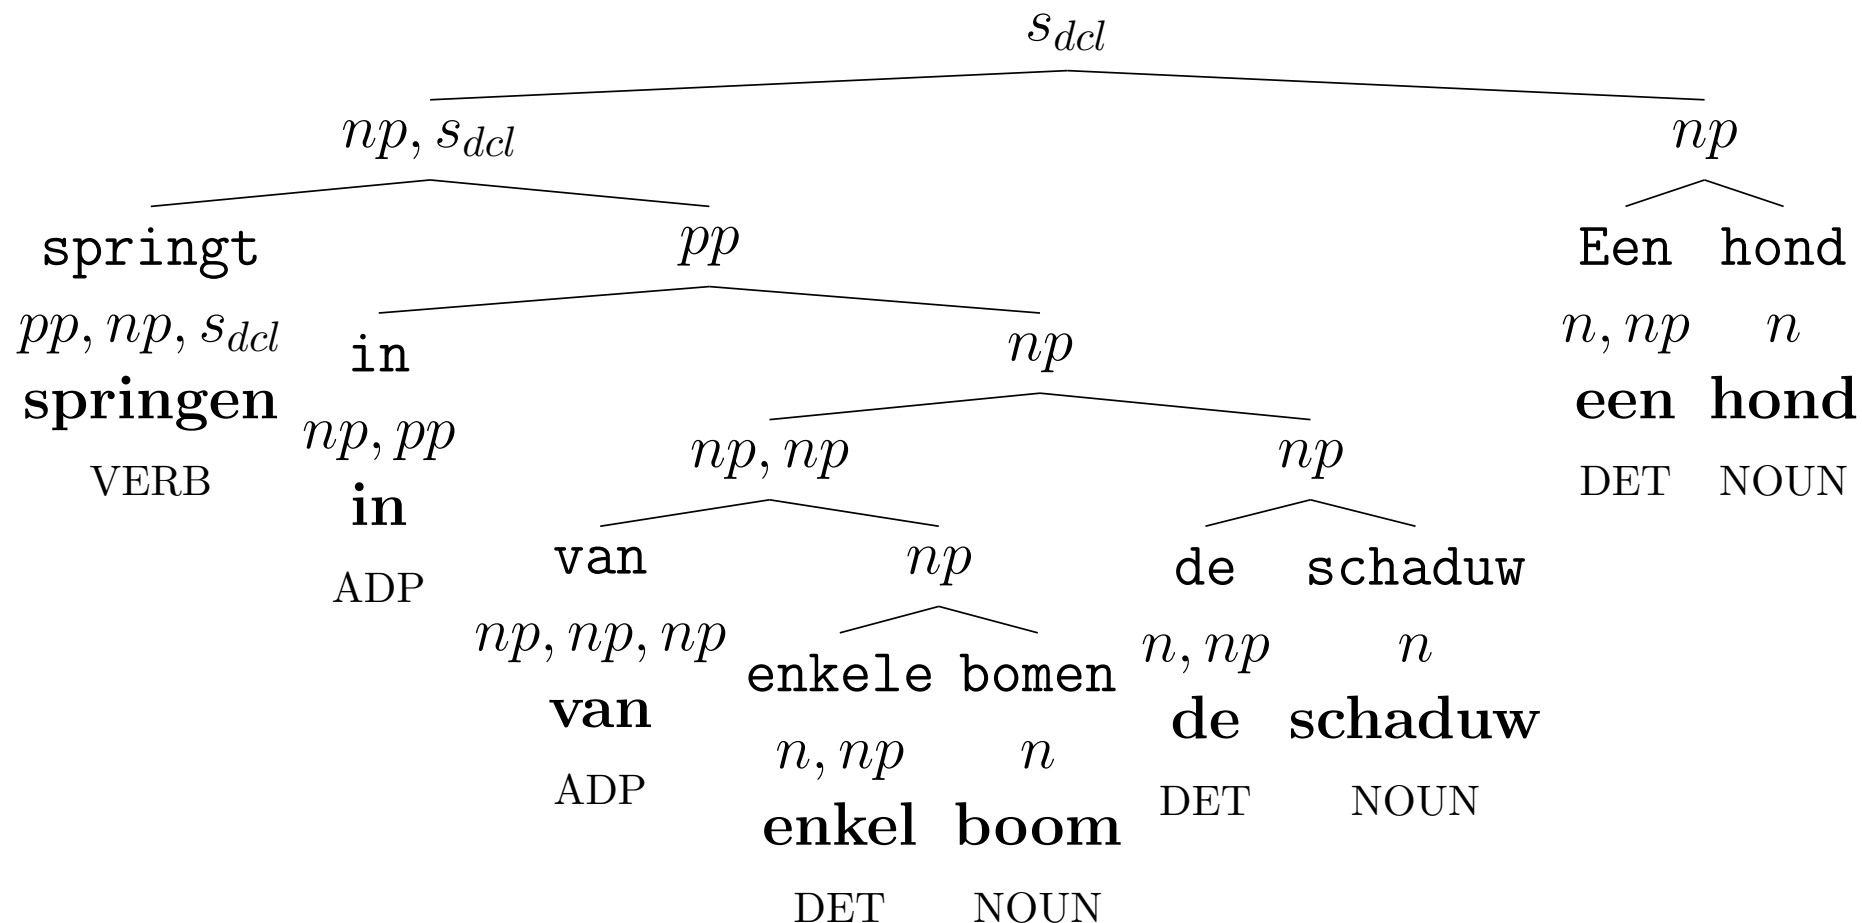 s_dcl
np, s_dcl np
springt pp Een hond
pp, np, s_dcl in np n, np n
springen np, pp np, np np een hond
VERB in van np de schaduw DET NOUN
ADP np, np, np enkele bomen n, np n
van n, np n de schaduw
ADP enkel boom DET NOUN
DET NOUN